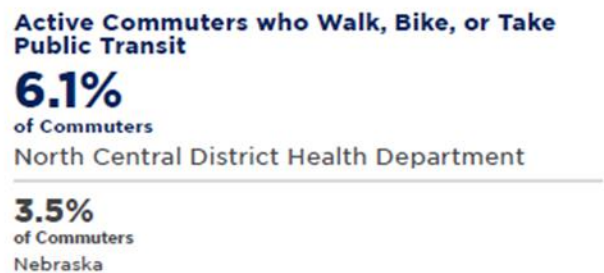 Active Commuters who Walk, Bike, or Take
Public Transit
6.1%
of Commuters
North Central District Health Department
3.5%
of Commuters
Nebraska